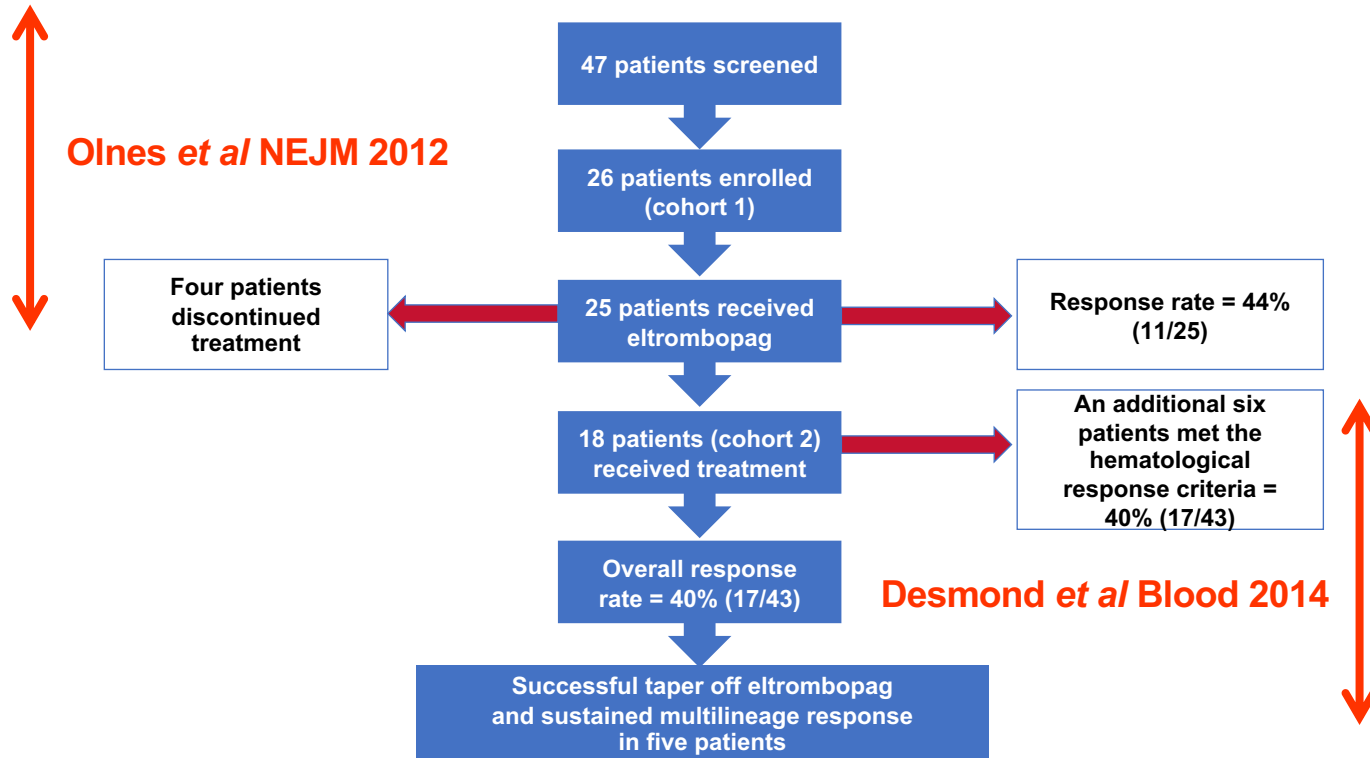 47 patients screened
Olnes et al NEJM 2012
26 patients enrolled
(cohort 1)
Four patients
discontinued
treatment
25 patients received
eltrombopag
Response rate = 44%
(11/25)
18 patients (cohort 2)
received treatment
An additional six
patients met the
hematological
response criteria =
40% (17/43)
Overall response
rate = 40% (17/43)
Desmond et al Blood 2014
Successful taper off eltrombopag
and sustained multilineage response
in five patients